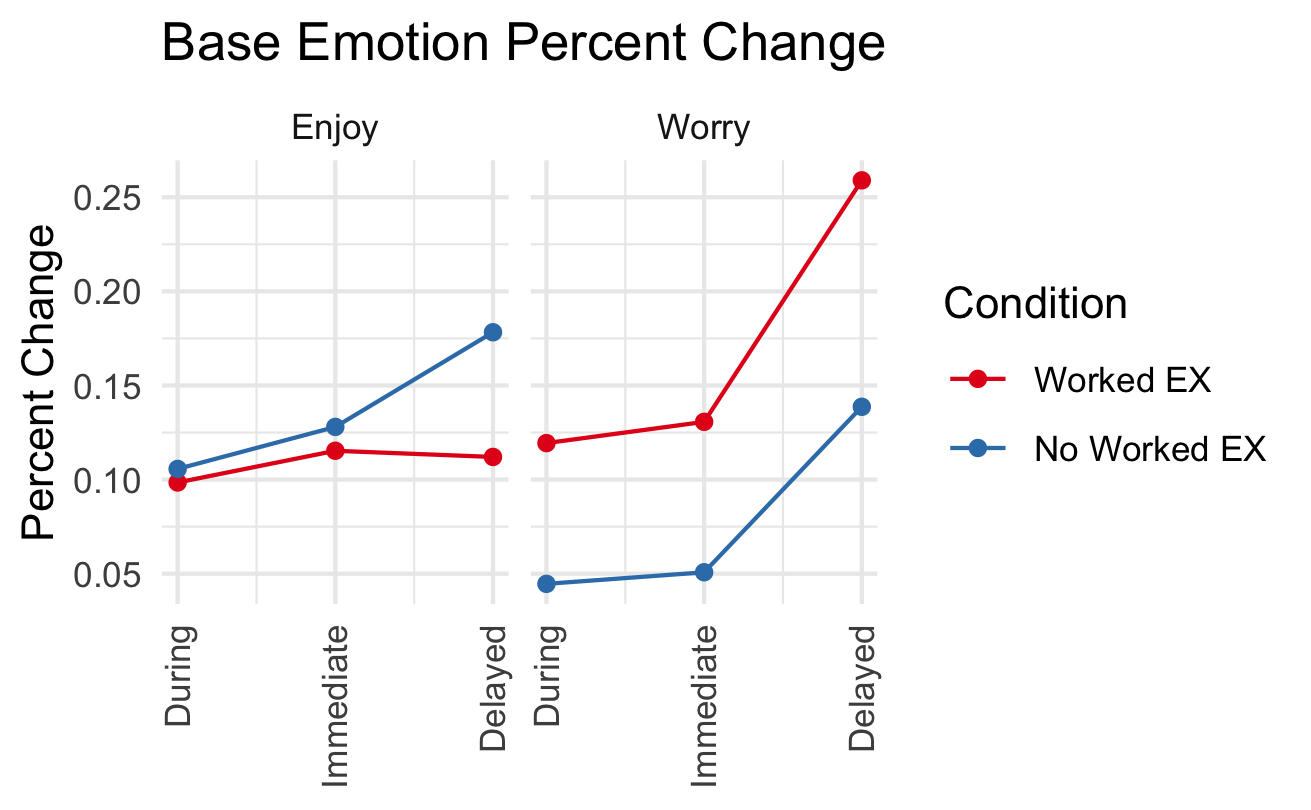 Base Emotion Percent Change
Enjoy
Worry
Percent Change
0.25
0.20
0.15
0.10
0.05
During
Immediate
Delayed
During
Immediate
Delayed
Condition
Worked EX
No Worked EX